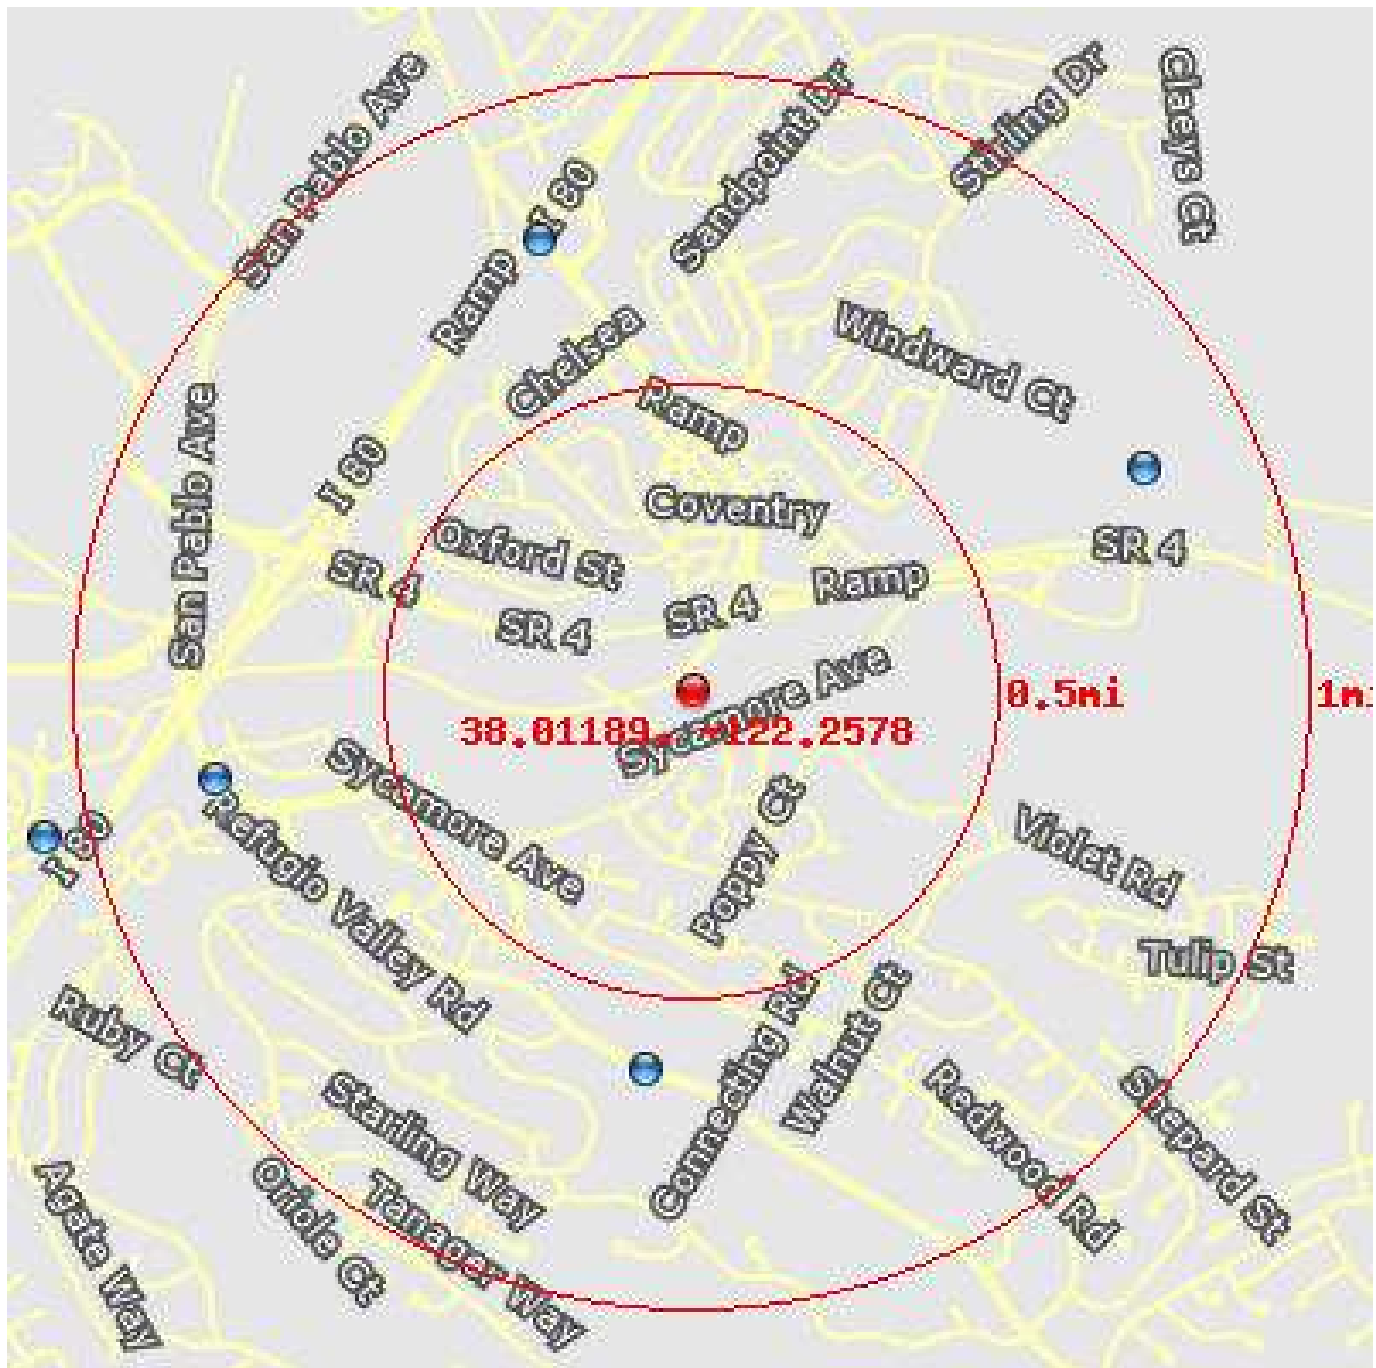 San Pablo Ave
Sandpoint Dr
Stirling Dr
Claeys Ct
I 80
Ramp
Chelsea
Windward Ct
Ramp
San Pablo Ave
I 80
Coventry
SR 4
Oxford St
SR 4
Ramp
SR 4
SR 4
Sycamore Ave
0.5mi
1mi
38.01189, -122.2578
Sycamore Ave
Poppy Ct
Violet Rd
I 80
Refugio Valley Rd
Tulip St
Ruby Ct
Connecting Rd
Walnut Ct
Redwood Rd
Shepard St
Starling Way
Agate Way
Oriole Ct
Tanager Way